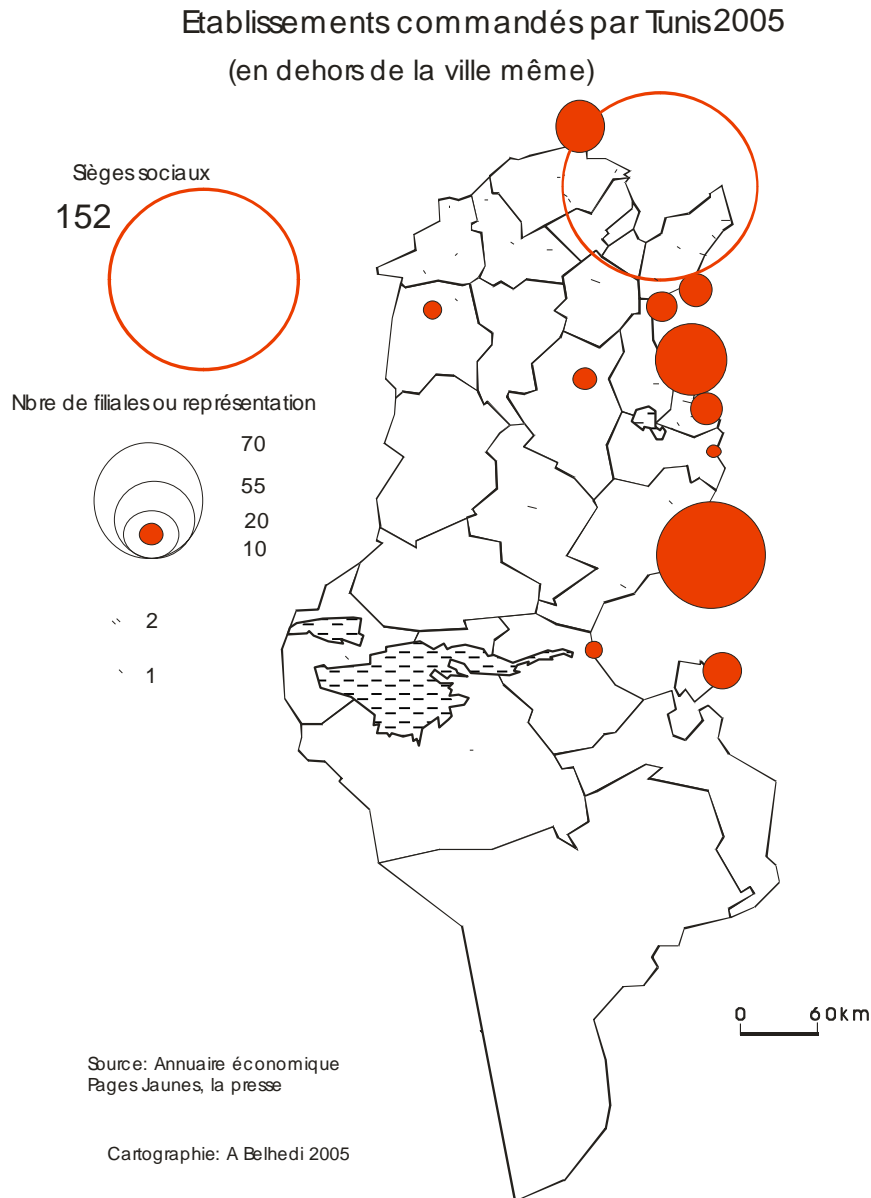 Etablissements commandés par Tunis 2005
(en dehors de la ville même)
Sièges sociaux
152
Nbre de filiales ou représentation
70
55
20
10
2
1
0 60km
Source: Annuaire économique
Pages Jaunes, la presse
Cartographie: A Belhedi 2005